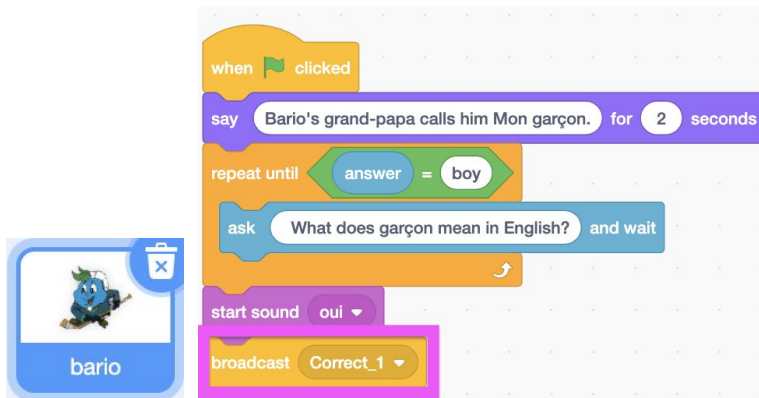 when clicked
say Bario's grand-papa calls him Mon garçon. for 2 seconds
repeat until answer = boy
ask What does garçon mean in English? and wait
start sound oui
broadcast Correct_1
bario